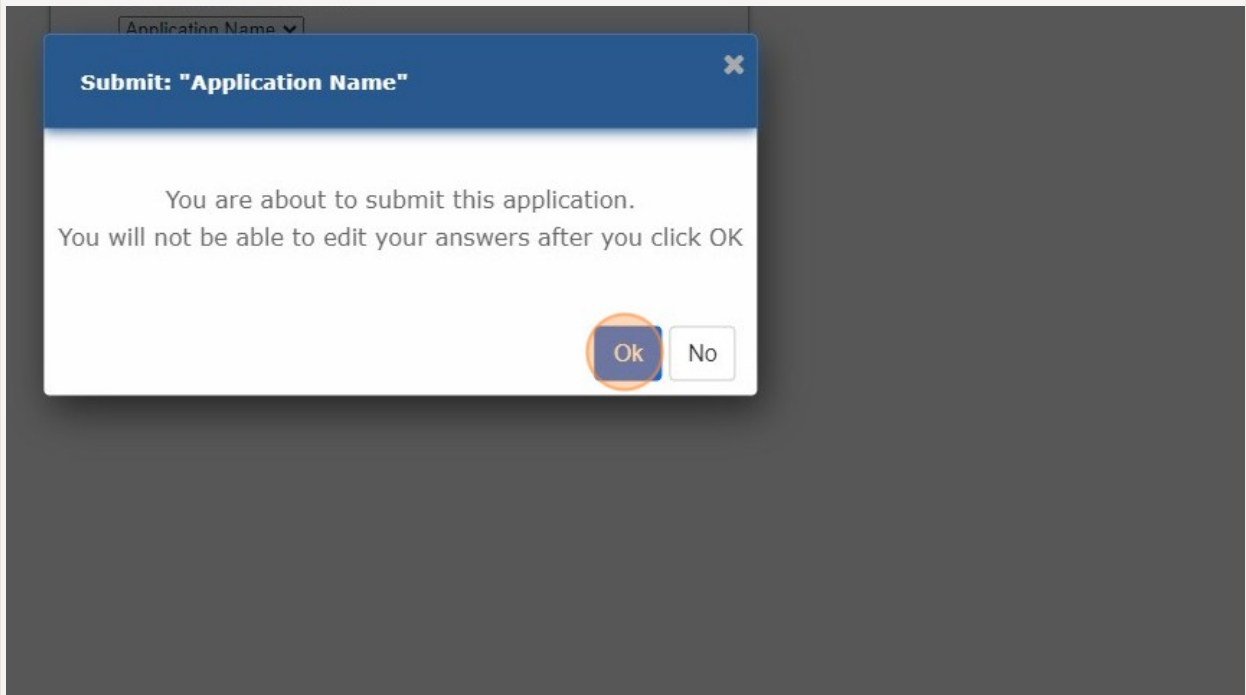 Application Name
Submit: "Application Name"
You are about to submit this application.
You will not be able to edit your answers after you click OK
Ok
No